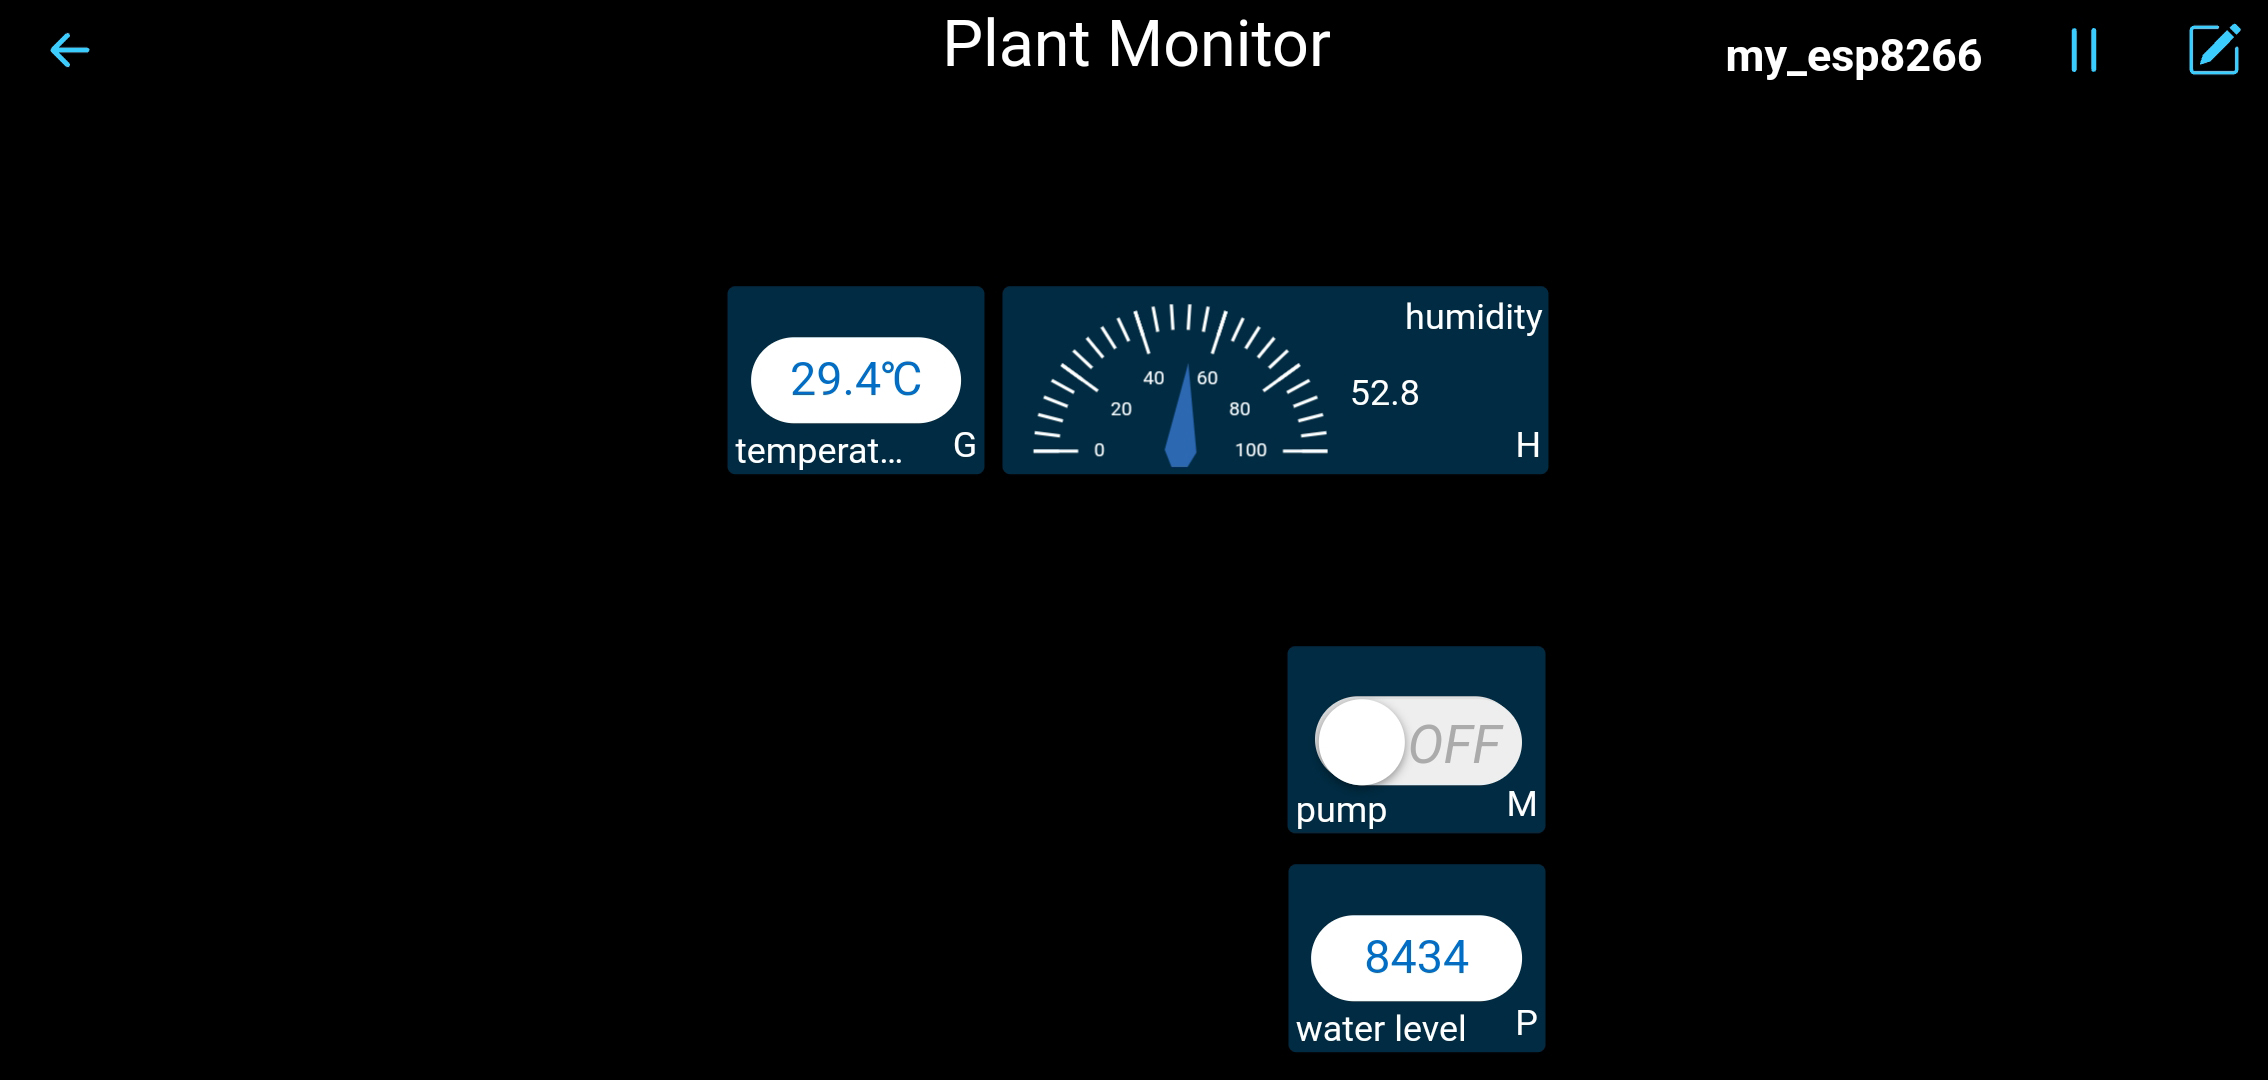 Plant Monitor
my_esp8266
29.4℃
temperat...
G
humidity
0
20
40
60
80
100
52.8
H
OFF
pump
M
8434
water level
P